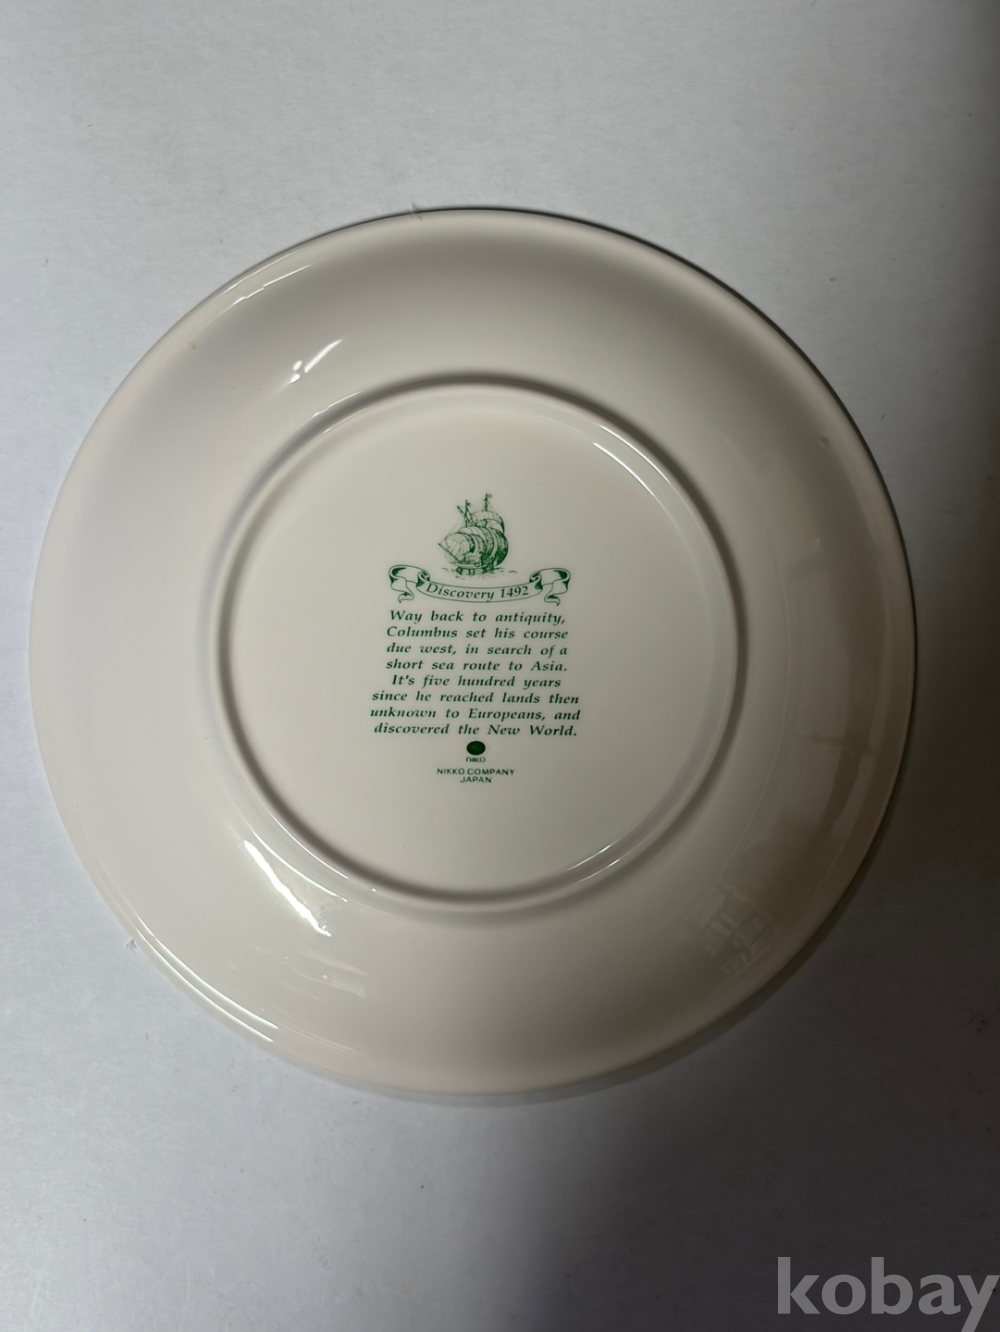 Discovery 1492
Way back to antiquity,
Columbus set his course
due west, in search of a
short sea route to Asia.
It's five hundred years
since he reached lands then
unknown to Europeans, and
discovered the New World.
NIKKO
NIKKO COMPANY
JAPAN
kobay